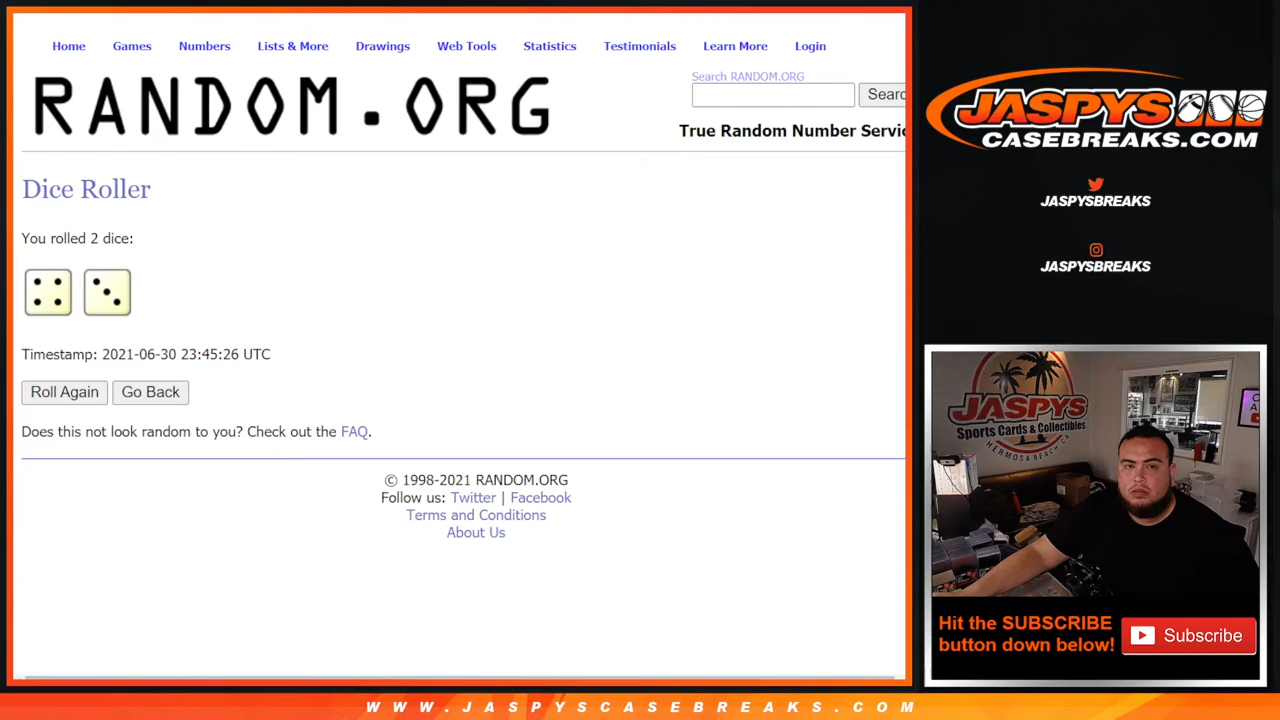 Home Games Numbers Lists & More Drawings Web Tools Statistics Testimonials Learn More Login
RANDOM.ORG
Search RANDOM.ORG
Searc
True Random Number Servic
Dice Roller
You rolled 2 dice:
Timestamp: 2021-06-30 23:45:26 UTC
Roll Again Go Back
Does this not look random to you? Check out the FAQ.
© 1998-2021 RANDOM.ORG
Follow us: Twitter | Facebook
Terms and Conditions
About Us
JASPYS
CASEBREAKS.COM
JASPYSBREAKS
JASPYSBREAKS
JASPYS
Sports Cards & Collectibles
HERMOSA BEACH, CA
Hit the SUBSCRIBE
button down below!
Subscribe
WWW.JASPYSCASEBREAKS.COM